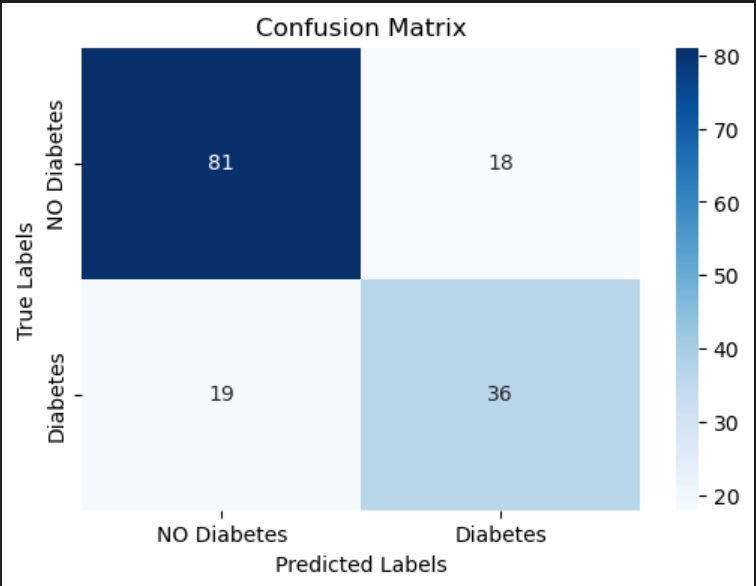 Confusion Matrix
True Labels
NO Diabetes
Diabetes
81
18
19
36
NO Diabetes
Diabetes
Predicted Labels
80
70
60
50
40
30
20